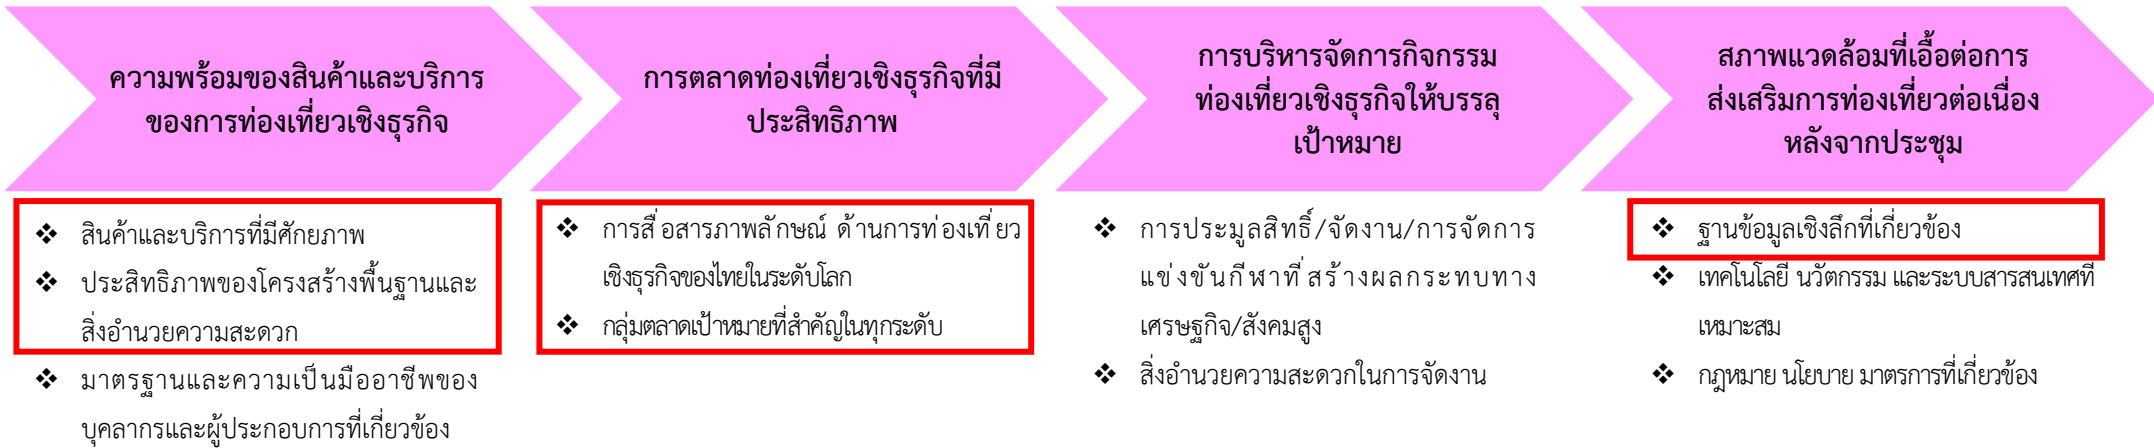 ความพร้อมของสินค้าและบริการ
ของการท่องเที่ยวเชิงธุรกิจ
การตลาดท่องเที่ยวเชิงธุรกิจที่มี
ประสิทธิภาพ
การบริหารจัดการกิจกรรม
ท่องเที่ยวเชิงธุรกิจให้บรรลุ
เป้าหมาย
สภาพแวดล้อมที่เอื้อต่อการ
ส่งเสริมการท่องเที่ยวต่อเนื่อง
หลังจากประชุม
❖ สินค้าและบริการที่มีศักยภาพ
❖ ประสิทธิภาพของโครงสร้างพื้นฐานและ
สิ่งอำนวยความสะดวก
❖ มาตรฐานและความเป็นมืออาชีพของ
บุคลากรและผู้ประกอบการที่เกี่ยวข้อง
❖ การสื่อสารภาพลักษณ์ ด้านการท่องเที่ยว
เชิงธุรกิจของไทยในระดับโลก
❖ กลุ่มตลาดเป้าหมายที่สำคัญในทุกระดับ
❖ การประมูลสิทธิ์/จัดงาน/การจัดการ
แข่งขันกีฬาที่สร้างผลกระทบทาง
เศรษฐกิจ/สังคมสูง
❖ สิ่งอำนวยความสะดวกในการจัดงาน
❖ ฐานข้อมูลเชิงลึกที่เกี่ยวข้อง
❖ เทคโนโลยี นวัตกรรม และระบบสารสนเทศที่
เหมาะสม
❖ กฎหมาย นโยบาย มาตรการที่เกี่ยวข้อง